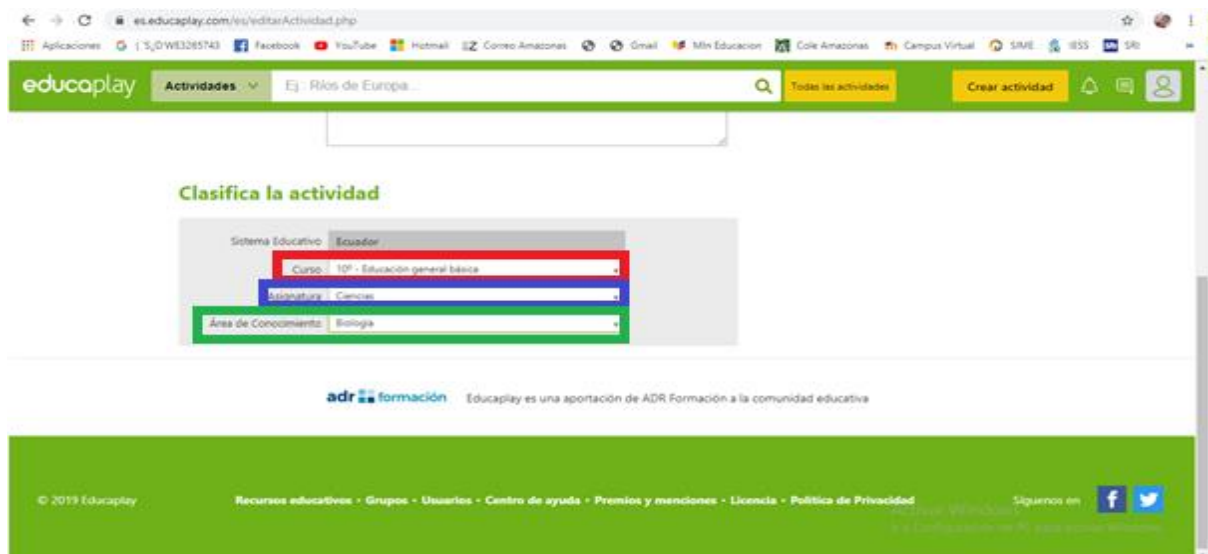 es.educaplay.com/es/editarActividad.php
Aplicaciones Facebook YouTube Hotmail Correo Amazonas Gmail MIn Educacion Cole Amazonas Campus Virtual SIME IESS SRI
educaplay Actividades Ej: Ríos de Europa... Todas las actividades Crear actividad
Clasifica la actividad
Sistema Educativo Ecuador
Curso 10º - Educación general básica
Asignatura Ciencias
Área de Conocimiento Biología
adr formación Educaplay es una aportación de ADR Formación a la comunidad educativa
© 2019 Educaplay Recursos educativos · Grupos · Usuarios · Centro de ayuda · Premios y menciones · Licencia · Política de Privacidad Síguenos en